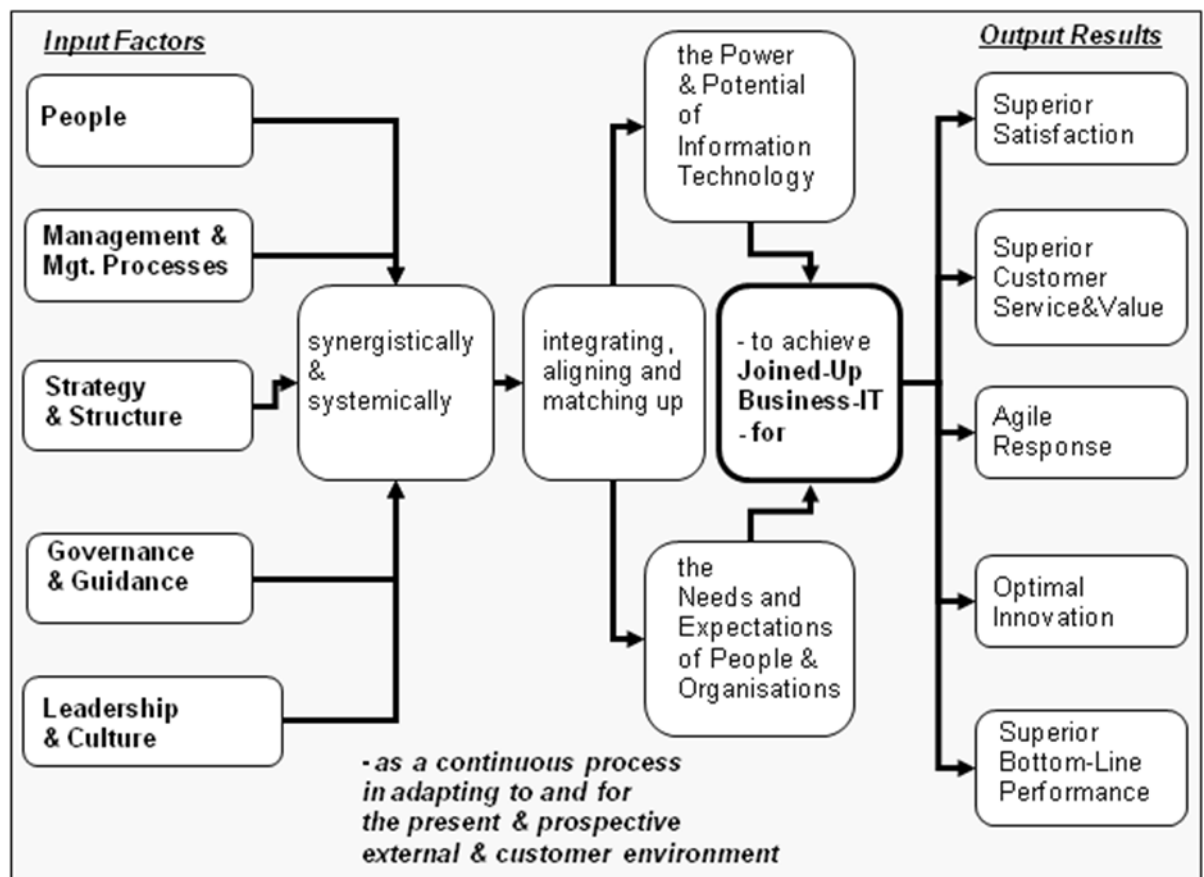 Input Factors
People
Management &
Mgt. Processes
Strategy
& Structure
Governance
& Guidance
Leadership
& Culture
synergistically
&
systemically
integrating,
aligning and
matching up
the Power
& Potential
of
Information
Technology
the
Needs and
Expectations
of People &
Organisations
- to achieve
Joined-Up
Business-IT
- for
Output Results
Superior
Satisfaction
Superior
Customer
Service&Value
Agile
Response
Optimal
Innovation
Superior
Bottom-Line
Performance
- as a continuous process
in adapting to and for
the present & prospective
external & customer environment